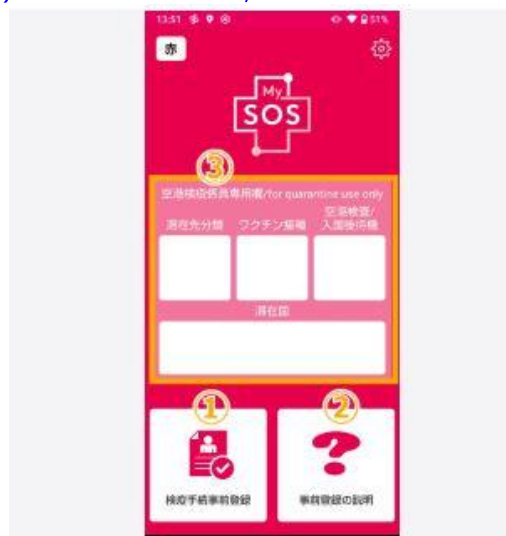 13:51
51%
赤
My
SOS
③
空港検疫係員専用欄/for quarantine use only
滞在先分類 ワクチン接種 空港検査/入国後待機
滞在国
① ②
検疫手続事前登録 事前登録の説明